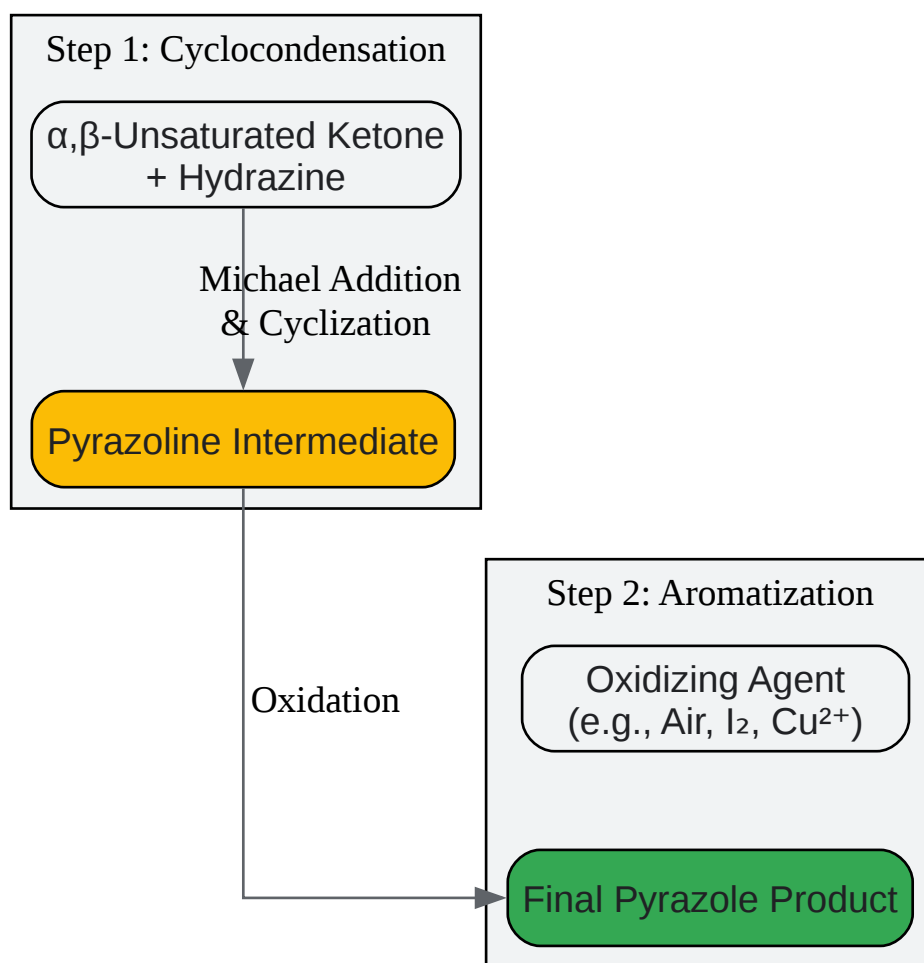 Step 1: Cyclocondensation
α,β-Unsaturated Ketone
+ Hydrazine
Michael Addition
& Cyclization
Pyrazoline Intermediate
Step 2: Aromatization
Oxidation
Oxidizing Agent
(e.g., Air, I₂, Cu²⁺)
Final Pyrazole Product